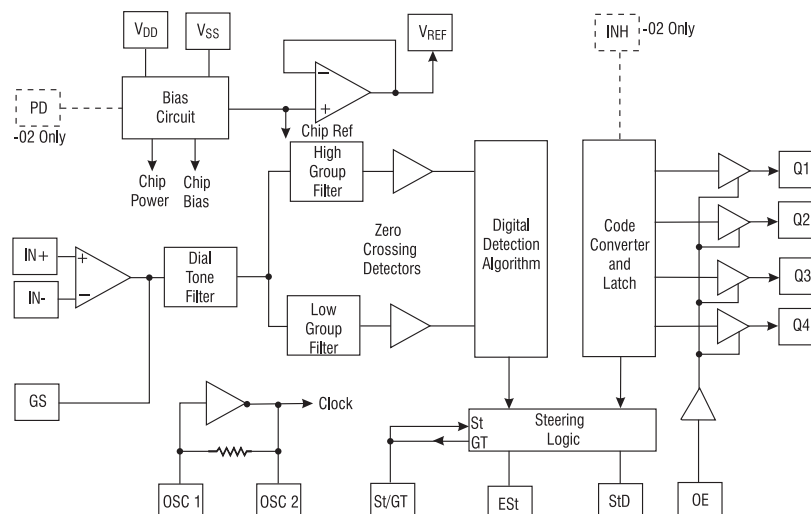 VDD
VSS
VREF
INH
-02 Only
PD
-02 Only
Bias
Circuit
Chip Ref
Chip
Power
Chip
Bias
High
Group
Filter
Q1
Q2
Q3
Q4
IN+
IN-
Dial
Tone
Filter
Zero
Crossing
Detectors
Digital
Detection
Algorithm
Code
Converter
and
Latch
Low
Group
Filter
GS
Clock
St
GT
Steering
Logic
OSC 1
OSC 2
St/GT
ESt
StD
OE